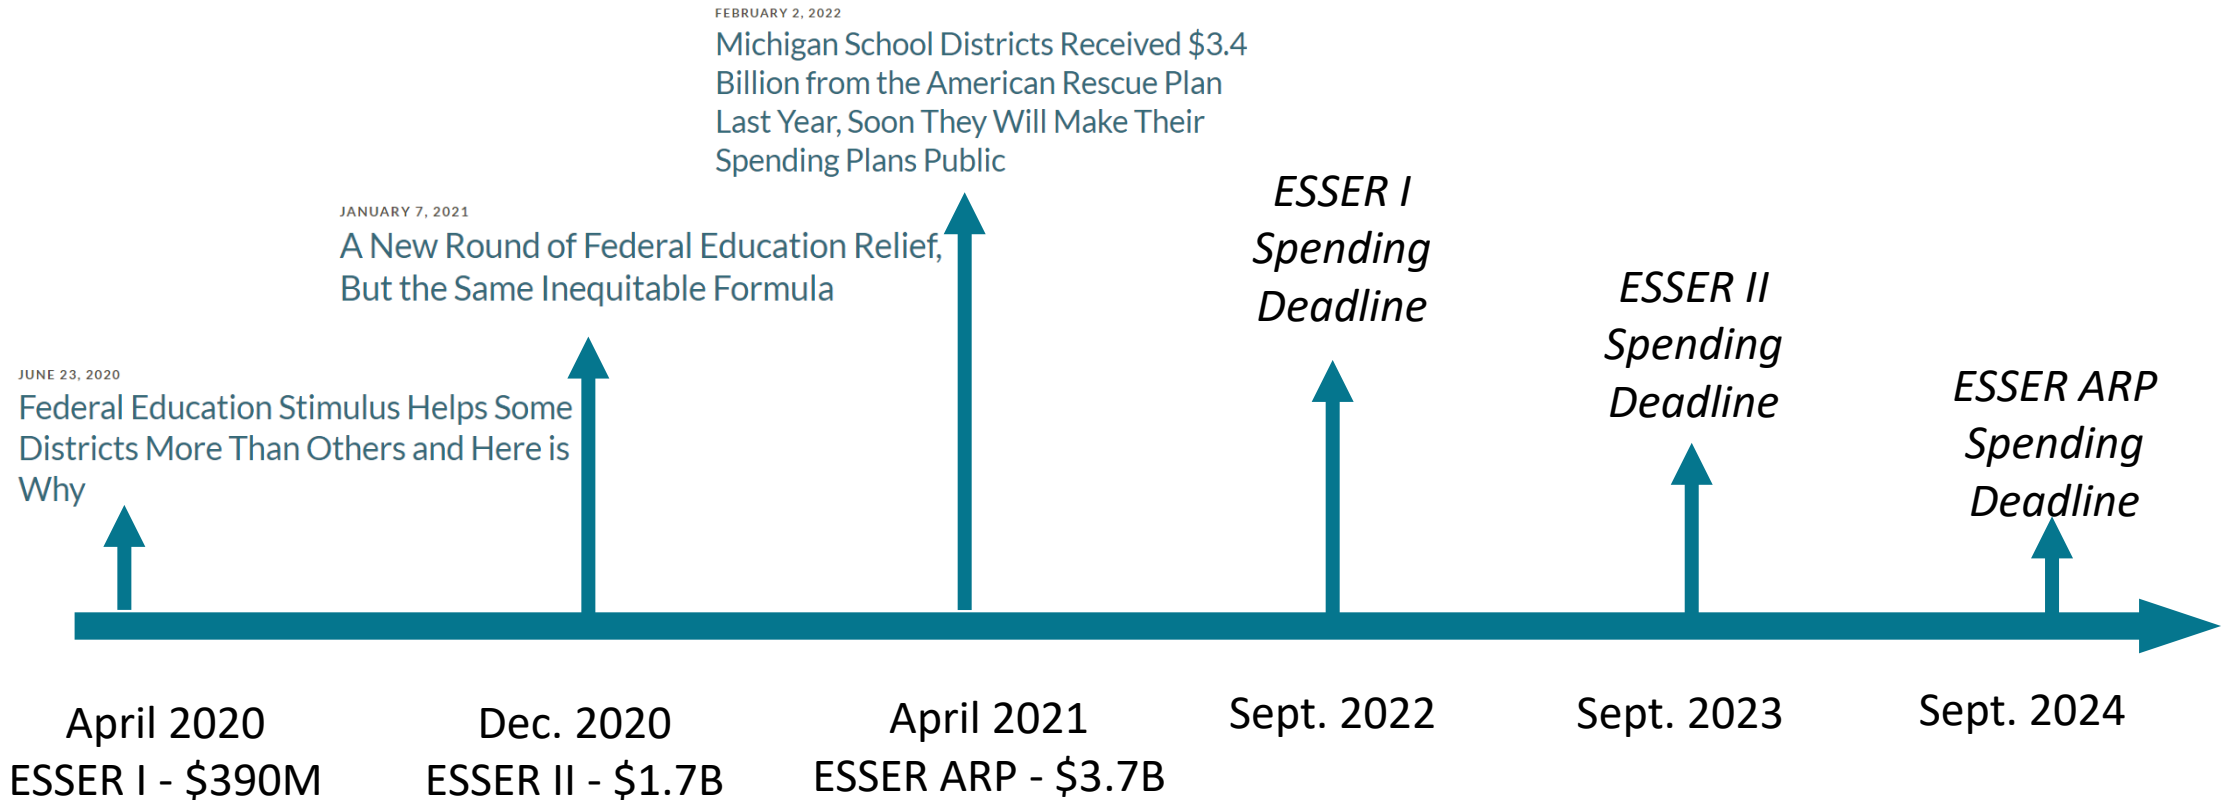 FEBRUARY 2, 2022
Michigan School Districts Received $3.4
Billion from the American Rescue Plan
Last Year, Soon They Will Make Their
Spending Plans Public
JANUARY 7, 2021
A New Round of Federal Education Relief,
But the Same Inequitable Formula
JUNE 23, 2020
Federal Education Stimulus Helps Some
Districts More Than Others and Here is
Why
ESSER I
Spending
Deadline
ESSER II
Spending
Deadline
ESSER ARP
Spending
Deadline
April 2020
ESSER I - $390M
Dec. 2020
ESSER II - $1.7B
April 2021
ESSER ARP - $3.7B
Sept. 2022
Sept. 2023
Sept. 2024